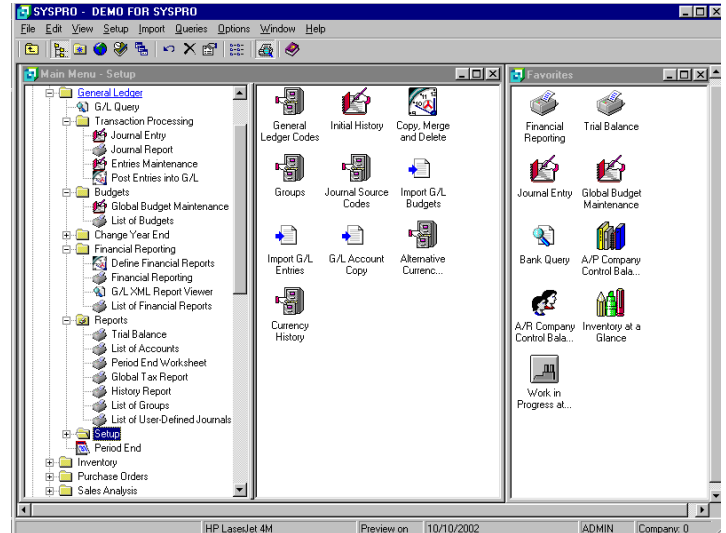 SYSPRO - DEMO FOR SYSPRO
File Edit View Setup Import Queries Options Window Help
Main Menu - Setup
General Ledger
G/L Query
Transaction Processing
Journal Entry
Journal Report
Entries Maintenance
Post Entries into G/L
Budgets
Global Budget Maintenance
List of Budgets
Change Year End
Financial Reporting
Define Financial Reports
Financial Reporting
G/L XML Report Viewer
List of Financial Reports
Reports
Trial Balance
List of Accounts
Period End Worksheet
Global Tax Report
History Report
List of Groups
List of User-Defined Journals
Setup
Period End
Inventory
Purchase Orders
Sales Analysis
General
Ledger Codes
Initial History
Copy, Merge
and Delete
Groups
Journal Source
Codes
Import G/L
Budgets
Import G/L
Entries
G/L Account
Copy
Alternative
Currenc...
Currency
History
Favorites
Financial
Reporting
Trial Balance
Journal Entry
Global Budget
Maintenance
Bank Query
A/P Company
Control Bala...
A/R Company
Control Bala...
Inventory at a
Glance
Work in
Progress at...
HP LaserJet 4M Preview on 10/10/2002 ADMIN Company: 0